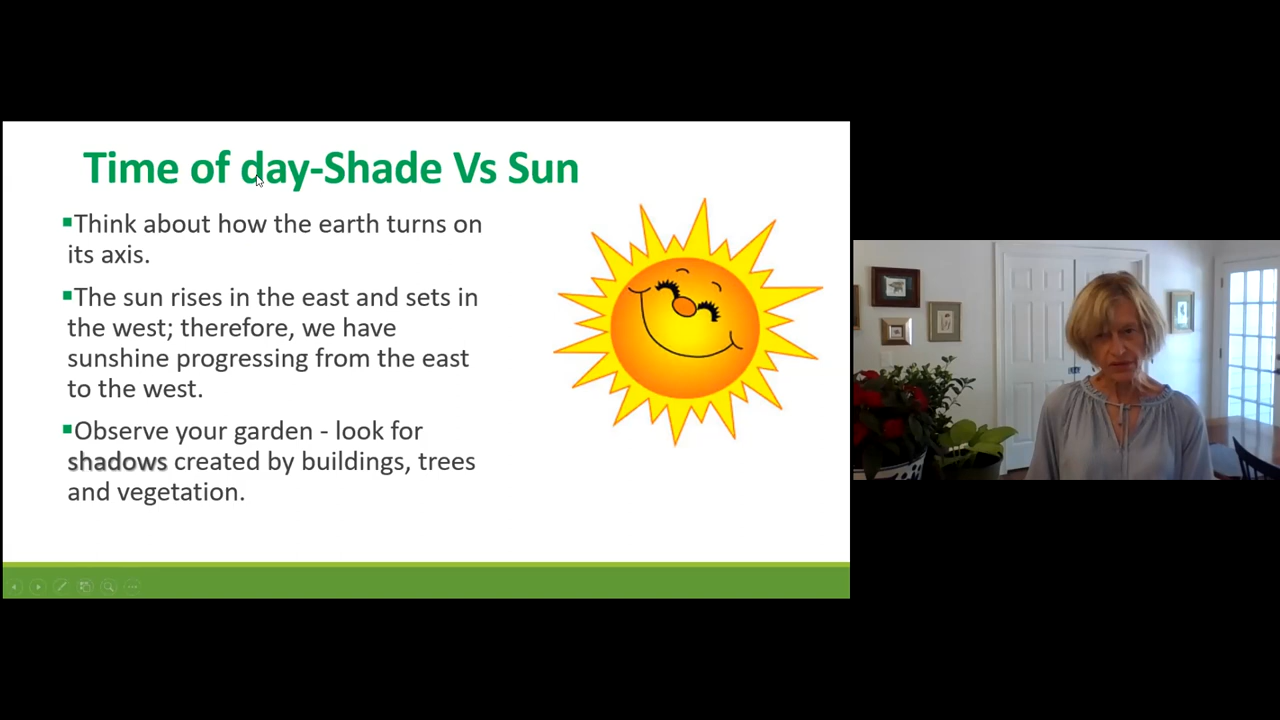 Time of day-Shade Vs Sun
Think about how the earth turns on
its axis.
The sun rises in the east and sets in
the west; therefore, we have
sunshine progressing from the east
to the west.
Observe your garden - look for
shadows created by buildings, trees
and vegetation.